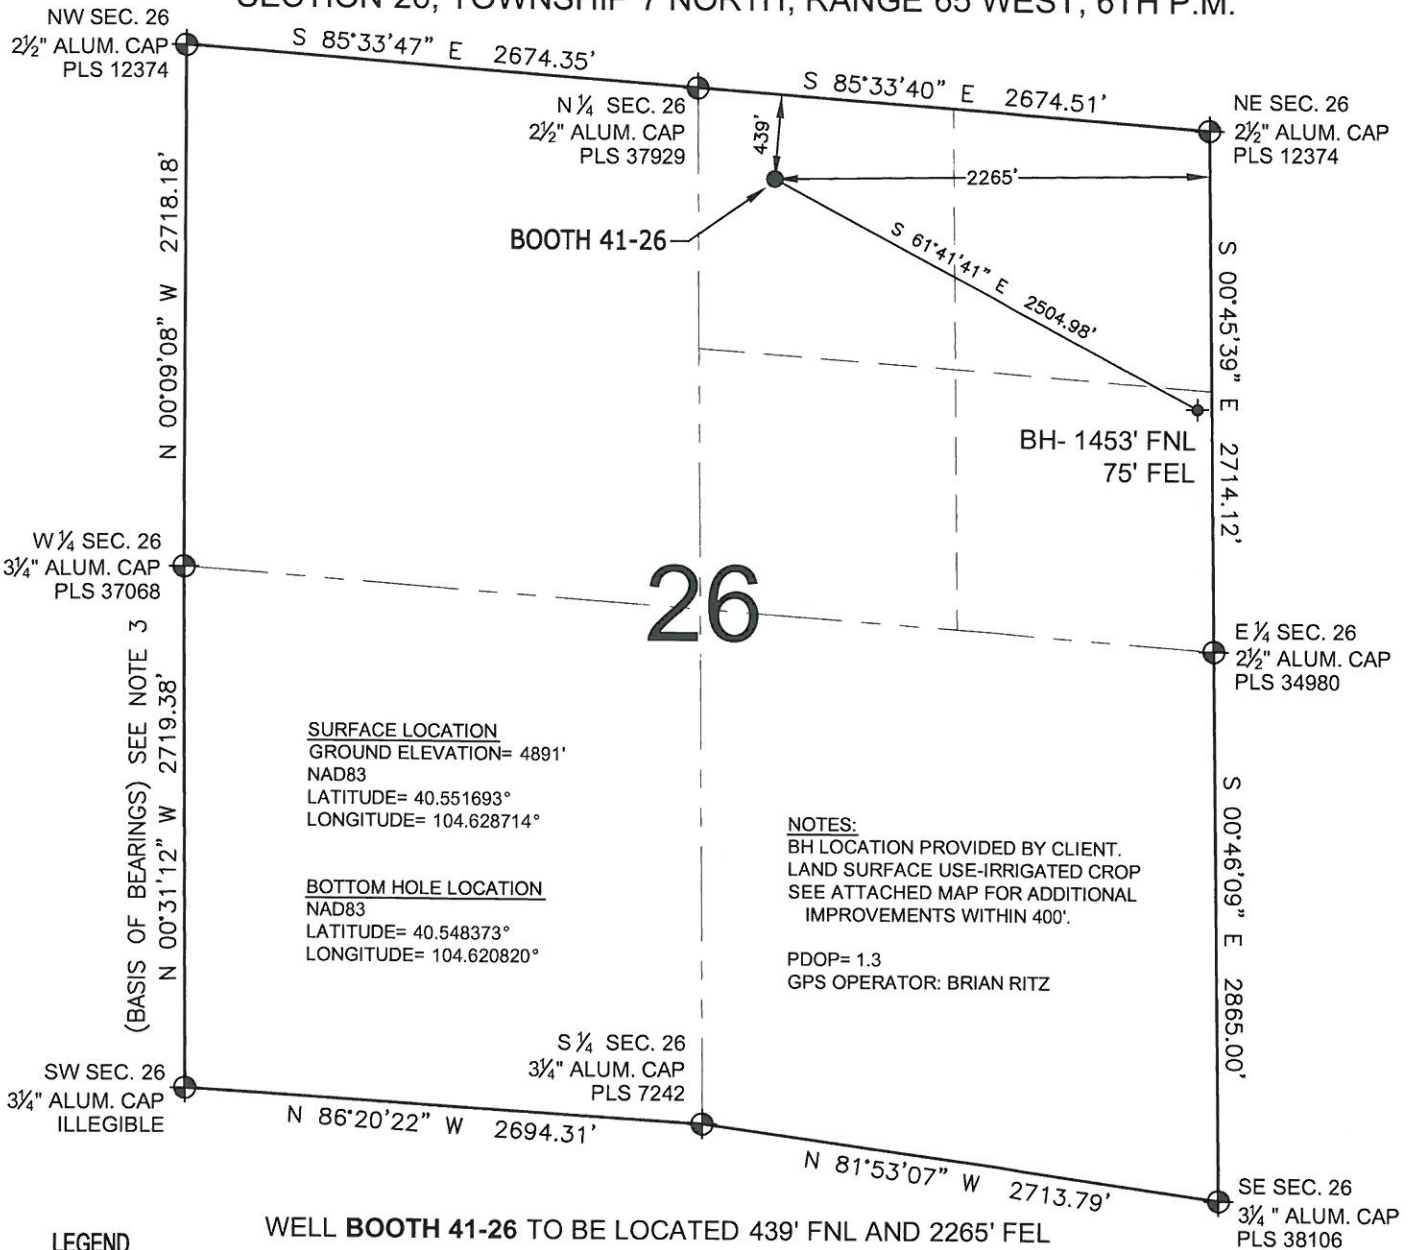 SECTION 26, TOWNSHIP 7 NORTH, RANGE 65 WEST, 6TH P.M.
NW SEC. 26
2½" ALUM. CAP
PLS 12374
S 85°33'47" E 2674.35'
N ¼ SEC. 26
2½" ALUM. CAP
PLS 37929
S 85°33'40" E 2674.51'
NE SEC. 26
2½" ALUM. CAP
PLS 12374
439'
2265'
BOOTH 41-26
S 61°41'41" E 2504.98'
N 00°09'08" W 2718.18'
S 00°45'39" E 2714.12'
BH- 1453' FNL
75' FEL
W ¼ SEC. 26
3¼" ALUM. CAP
PLS 37068
26
E ¼ SEC. 26
2½" ALUM. CAP
PLS 34980
(BASIS OF BEARINGS) SEE NOTE 3
N 00°31'12" W 2719.38'
SURFACE LOCATION
GROUND ELEVATION= 4891'
NAD83
LATITUDE= 40.551693°
LONGITUDE= 104.628714°
BOTTOM HOLE LOCATION
NAD83
LATITUDE= 40.548373°
LONGITUDE= 104.620820°
NOTES:
BH LOCATION PROVIDED BY CLIENT.
LAND SURFACE USE-IRRIGATED CROP
SEE ATTACHED MAP FOR ADDITIONAL
IMPROVEMENTS WITHIN 400'.
PDOP= 1.3
GPS OPERATOR: BRIAN RITZ
S 00°46'09" E 2865.00'
SW SEC. 26
3¼" ALUM. CAP
ILLEGIBLE
S ¼ SEC. 26
3¼" ALUM. CAP
PLS 7242
N 86°20'22" W 2694.31'
N 81°53'07" W 2713.79'
SE SEC. 26
3¼ " ALUM. CAP
PLS 38106
LEGEND
WELL BOOTH 41-26 TO BE LOCATED 439' FNL AND 2265' FEL